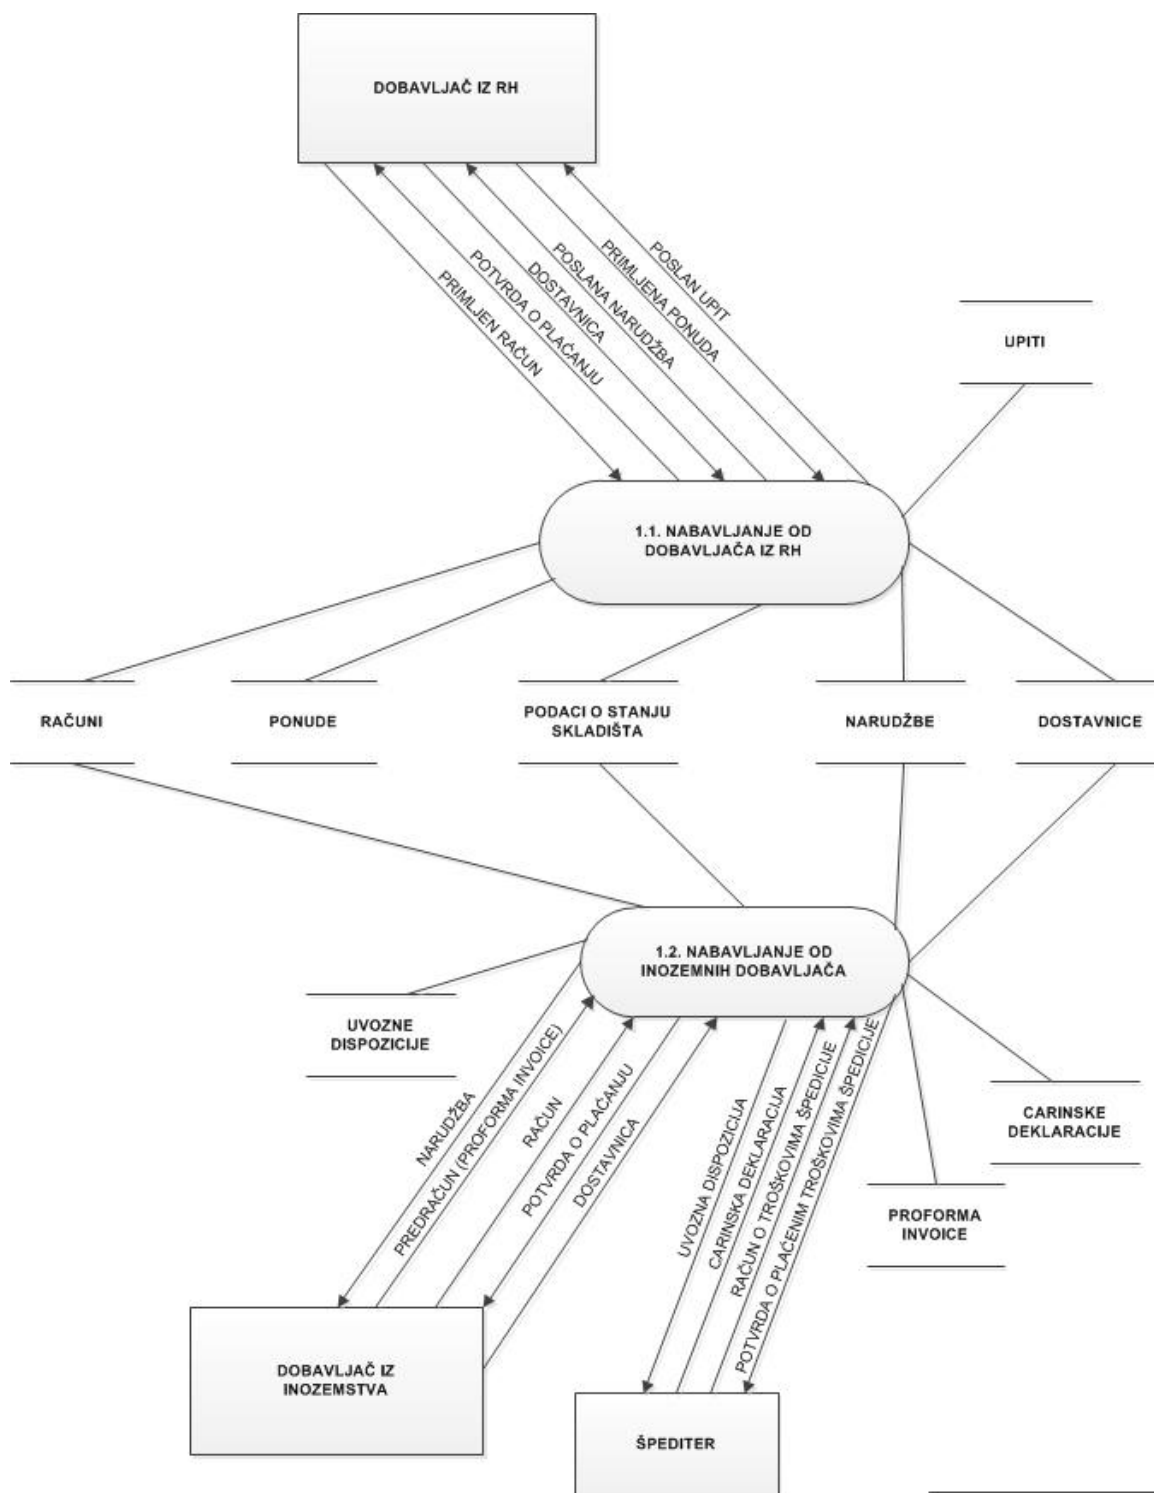 DOBAVLJAČ IZ RH
POSLAN UPIT
PRIMLJENA PONUDA
POSLANA NARUDŽBA
DOSTAVNICA
POTVRDA O PLAĆANJU
PRIMLJEN RAČUN
UPITI
1.1. NABAVLJANJE OD
DOBAVLJAČA IZ RH
RAČUNI
PONUDE
PODACI O STANJU
SKLADIŠTA
NARUDŽBE
DOSTAVNICE
1.2. NABAVLJANJE OD
INOZEMNIH DOBAVLJAČA
UVOZNE
DISPOZICIJE
NARUDŽBA
PREDRAČUN (PROFORMA INVOICE)
RAČUN
POTVRDA O PLAĆANJU
DOSTAVNICA
UVOZNA DISPOZICIJA
CARINSKA DEKLARACIJA
RAČUN O TROŠKOVIMA ŠPEDICIJE
POTVRDA O PLAĆENIM TROŠKOVIMA ŠPEDICIJE
CARINSKE
DEKLARACIJE
PROFORMA
INVOICE
DOBAVLJAČ IZ
INOZEMSTVA
ŠPEDITER